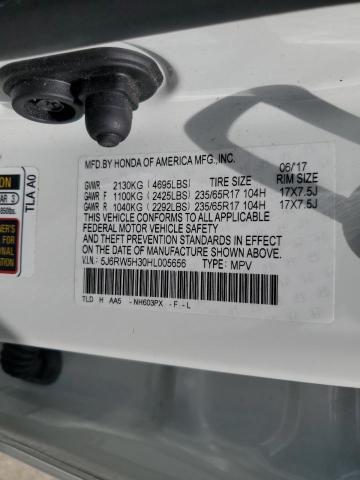 MFD.BY HONDA OF AMERICA MFG.,INC. 06/17
GVWR 2130KG (4695LBS) TIRE SIZE RIM SIZE
GAWR F 1100KG (2425LBS) 235/65R17 104H 17X7.5J
GAWR R 1040KG (2292LBS) 235/65R17 104H 17X7.5J
THIS VEHICLE CONFORMS TO ALL APPLICABLE
FEDERAL MOTOR VEHICLE SAFETY
AND THEFT PREVENTION STANDARDS IN EFFECT
ON THE DATE OF MANUFACTURE SHOWN ABOVE.
V.I.N: 5J6RW5H30HL005656 TYPE: MPV
TLD H AA5 -NH603PX -F -L
TLA A0